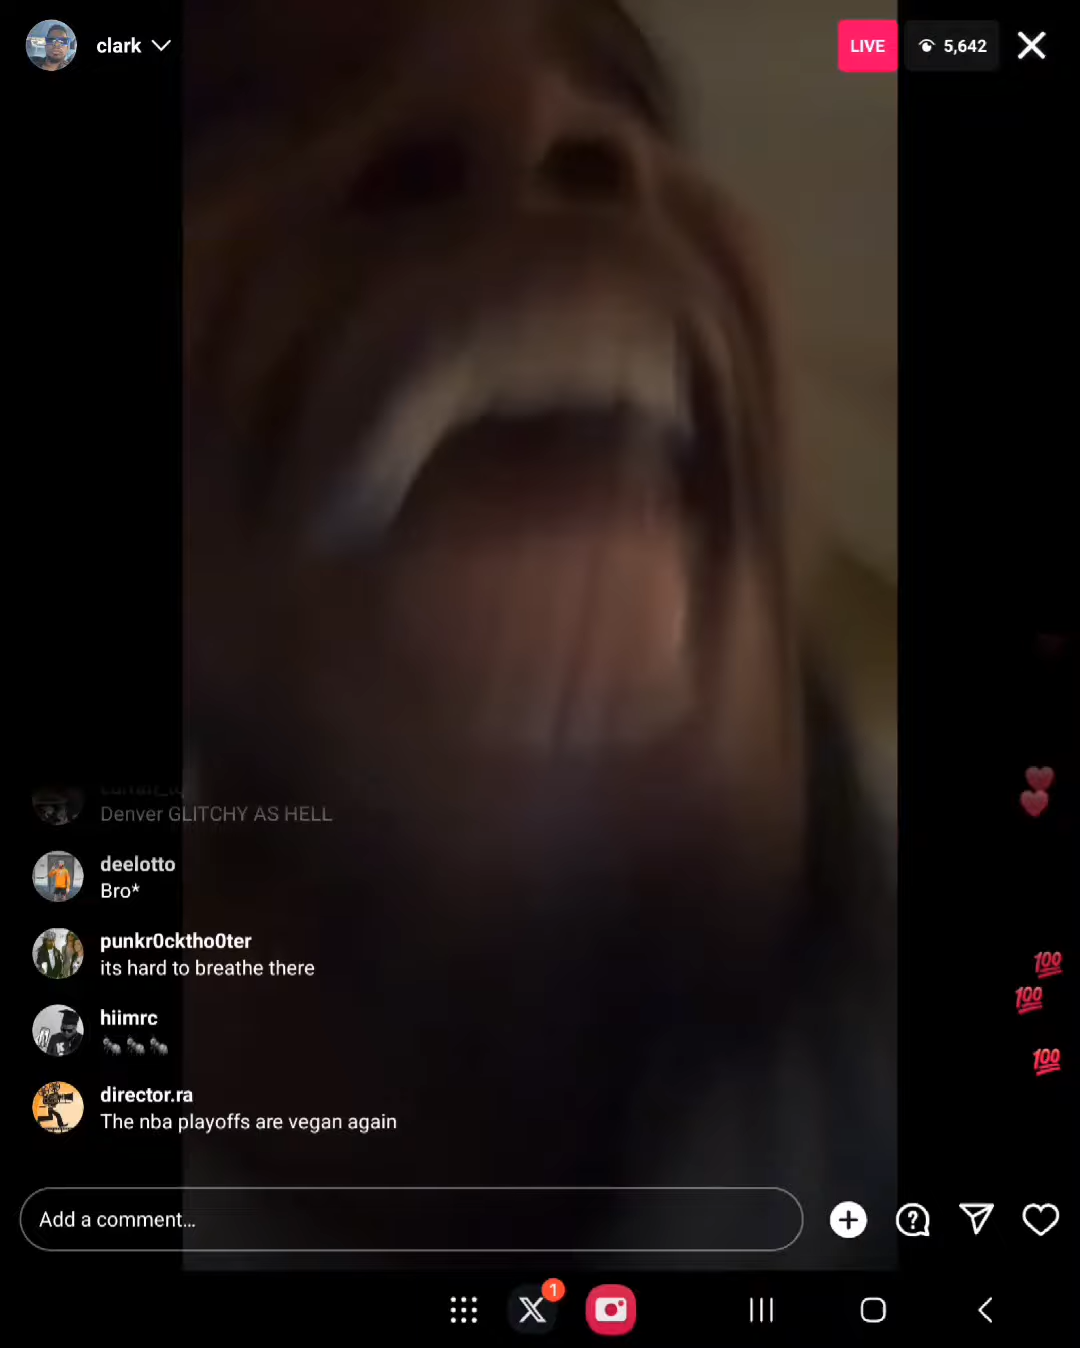 clark
LIVE
5,642
Denver GLITCHY AS HELL
deelotto
Bro*
punkr0cktho0ter
its hard to breathe there
hiimrc
director.ra
The nba playoffs are vegan again
Add a comment...
1
100
100
100